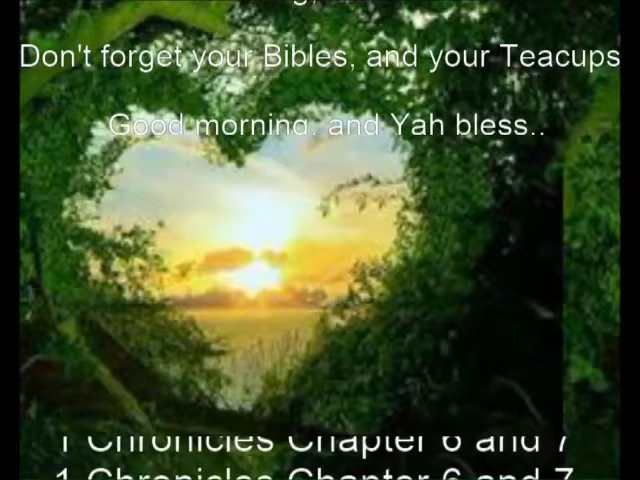 Don't forget your Bibles, and your Teacups
Good morning, and Yah bless..
1 Chronicles Chapter 6 and 7
1 Chronicles Chapter 6 and 7